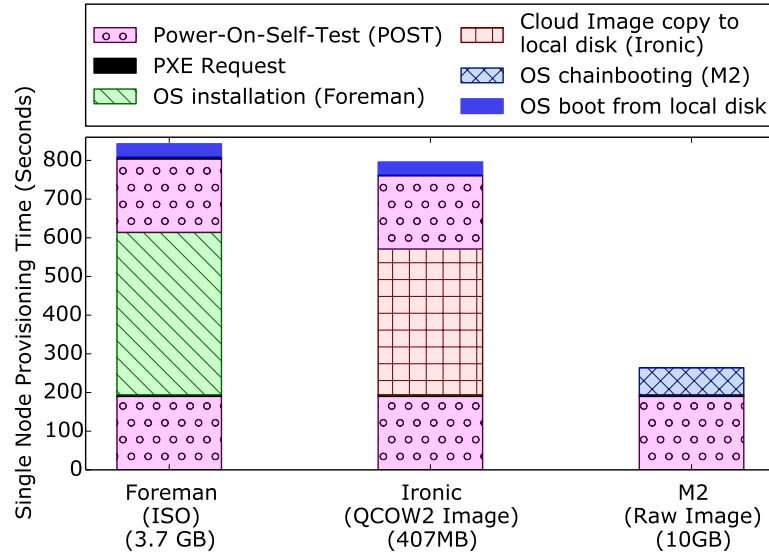 Power-On-Self-Test (POST)
PXE Request
OS installation (Foreman)
Cloud Image copy to
local disk (Ironic)
OS chainbooting (M2)
OS boot from local disk
Single Node Provisioning Time (Seconds)
800
700
600
500
400
300
200
100
0
Foreman
(ISO)
(3.7 GB)
Ironic
(QCOW2 Image)
(407MB)
M2
(Raw Image)
(10GB)